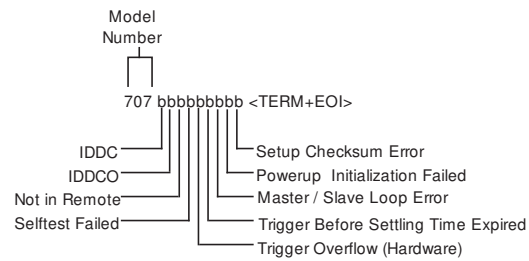 Model
Number
707 bbbbbbbbb <TERM+EOI>
IDDC
Setup Checksum Error
IDDCO
Powerup Initialization Failed
Not in Remote
Master / Slave Loop Error
Selftest Failed
Trigger Before Settling Time Expired
Trigger Overflow (Hardware)